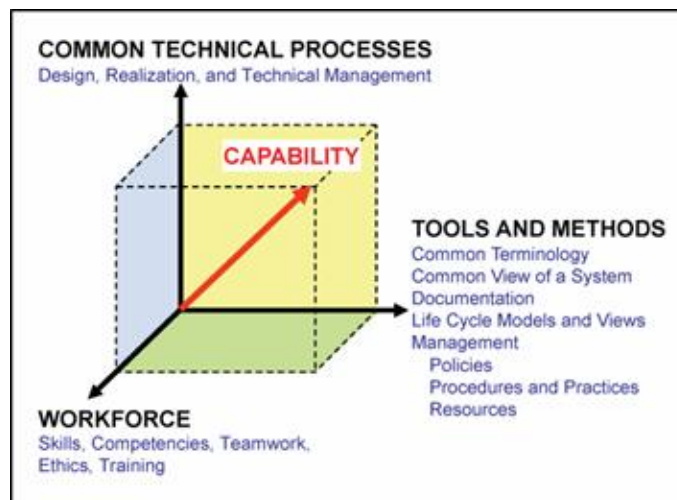 COMMON TECHNICAL PROCESSES
Design, Realization, and Technical Management
CAPABILITY
TOOLS AND METHODS
Common Terminology
Common View of a System
Documentation
Life Cycle Models and Views
Management
Policies
Procedures and Practices
Resources
WORKFORCE
Skills, Competencies, Teamwork,
Ethics, Training